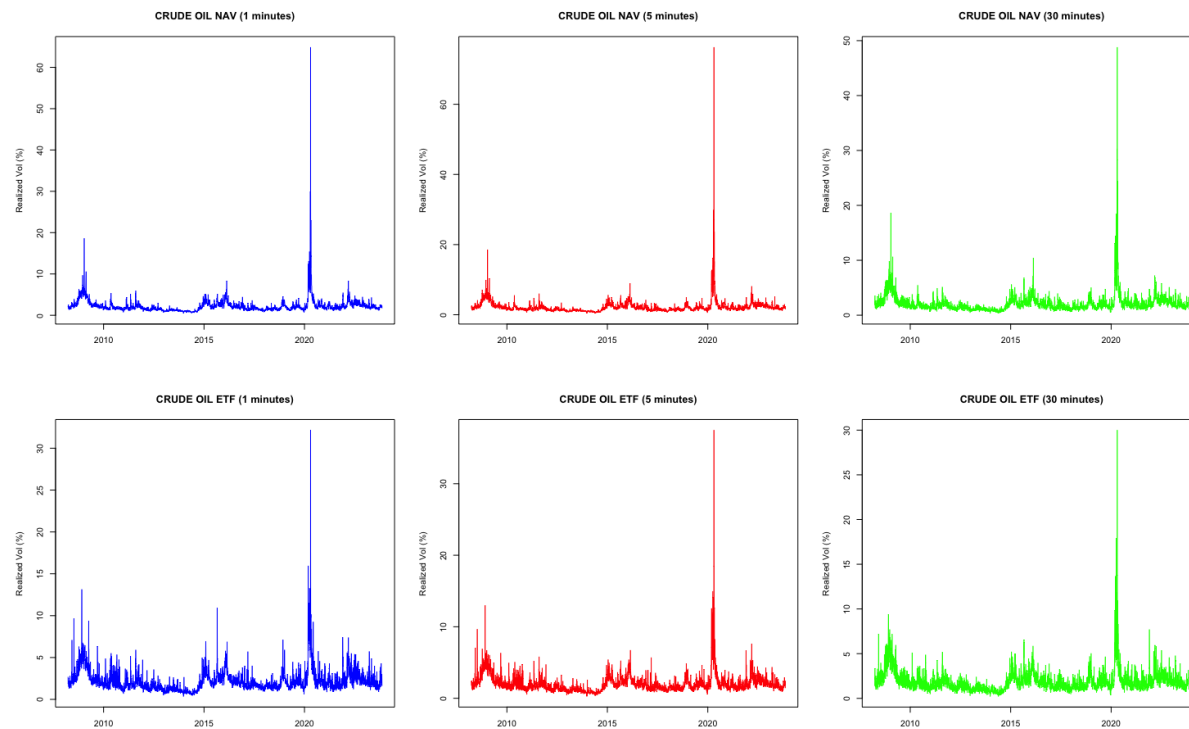 CRUDE OIL NAV (1 minutes)
Realized Vol (%)
60
50
40
30
20
10
0
2010 2015 2020
CRUDE OIL NAV (5 minutes)
Realized Vol (%)
60
40
20
0
2010 2015 2020
CRUDE OIL NAV (30 minutes)
Realized Vol (%)
50
40
30
20
10
0
2010 2015 2020
CRUDE OIL ETF (1 minutes)
Realized Vol (%)
30
25
20
15
10
5
0
2010 2015 2020
CRUDE OIL ETF (5 minutes)
Realized Vol (%)
30
20
10
0
2010 2015 2020
CRUDE OIL ETF (30 minutes)
Realized Vol (%)
30
25
20
15
10
5
0
2010 2015 2020